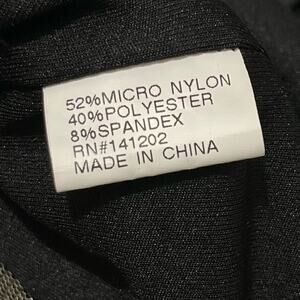 52%MICRO NYLON
40%POLYESTER
8%SPANDEX
RN#141202
MADE IN CHINA